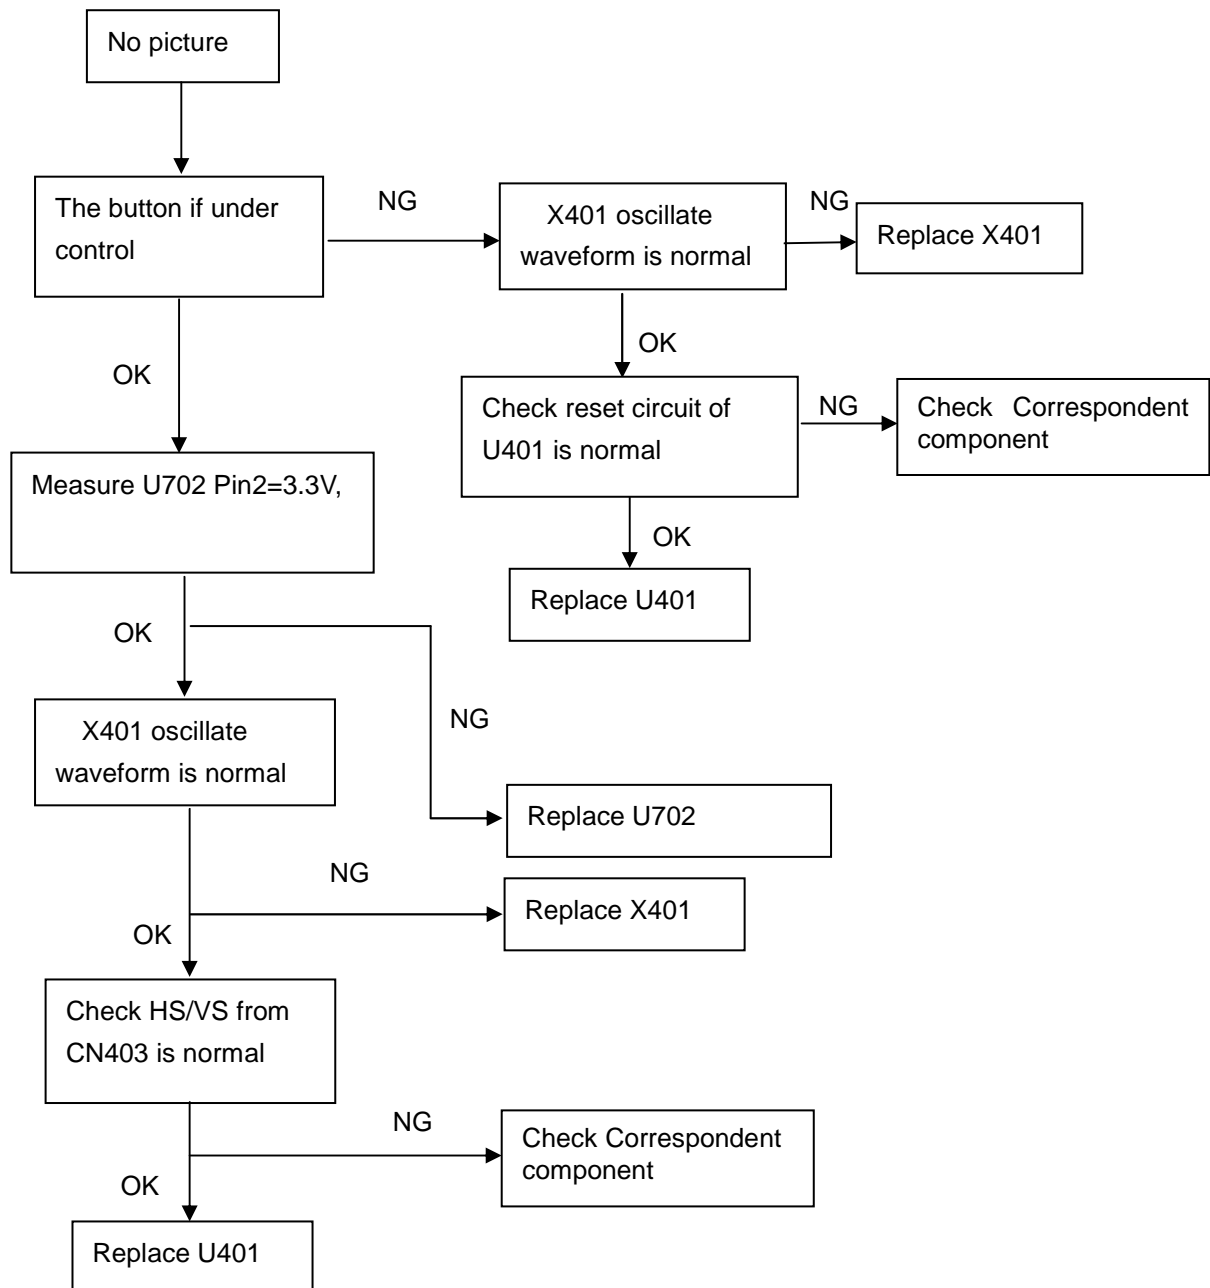 No picture
The button if under
control
NG
X401 oscillate
waveform is normal
NG
Replace X401
OK
OK
Check reset circuit of
U401 is normal
NG
Check Correspondent
component
Measure U702 Pin2=3.3V,
OK
Replace U401
OK
NG
X401 oscillate
waveform is normal
Replace U702
NG
Replace X401
OK
Check HS/VS from
CN403 is normal
NG
Check Correspondent
component
OK
Replace U401